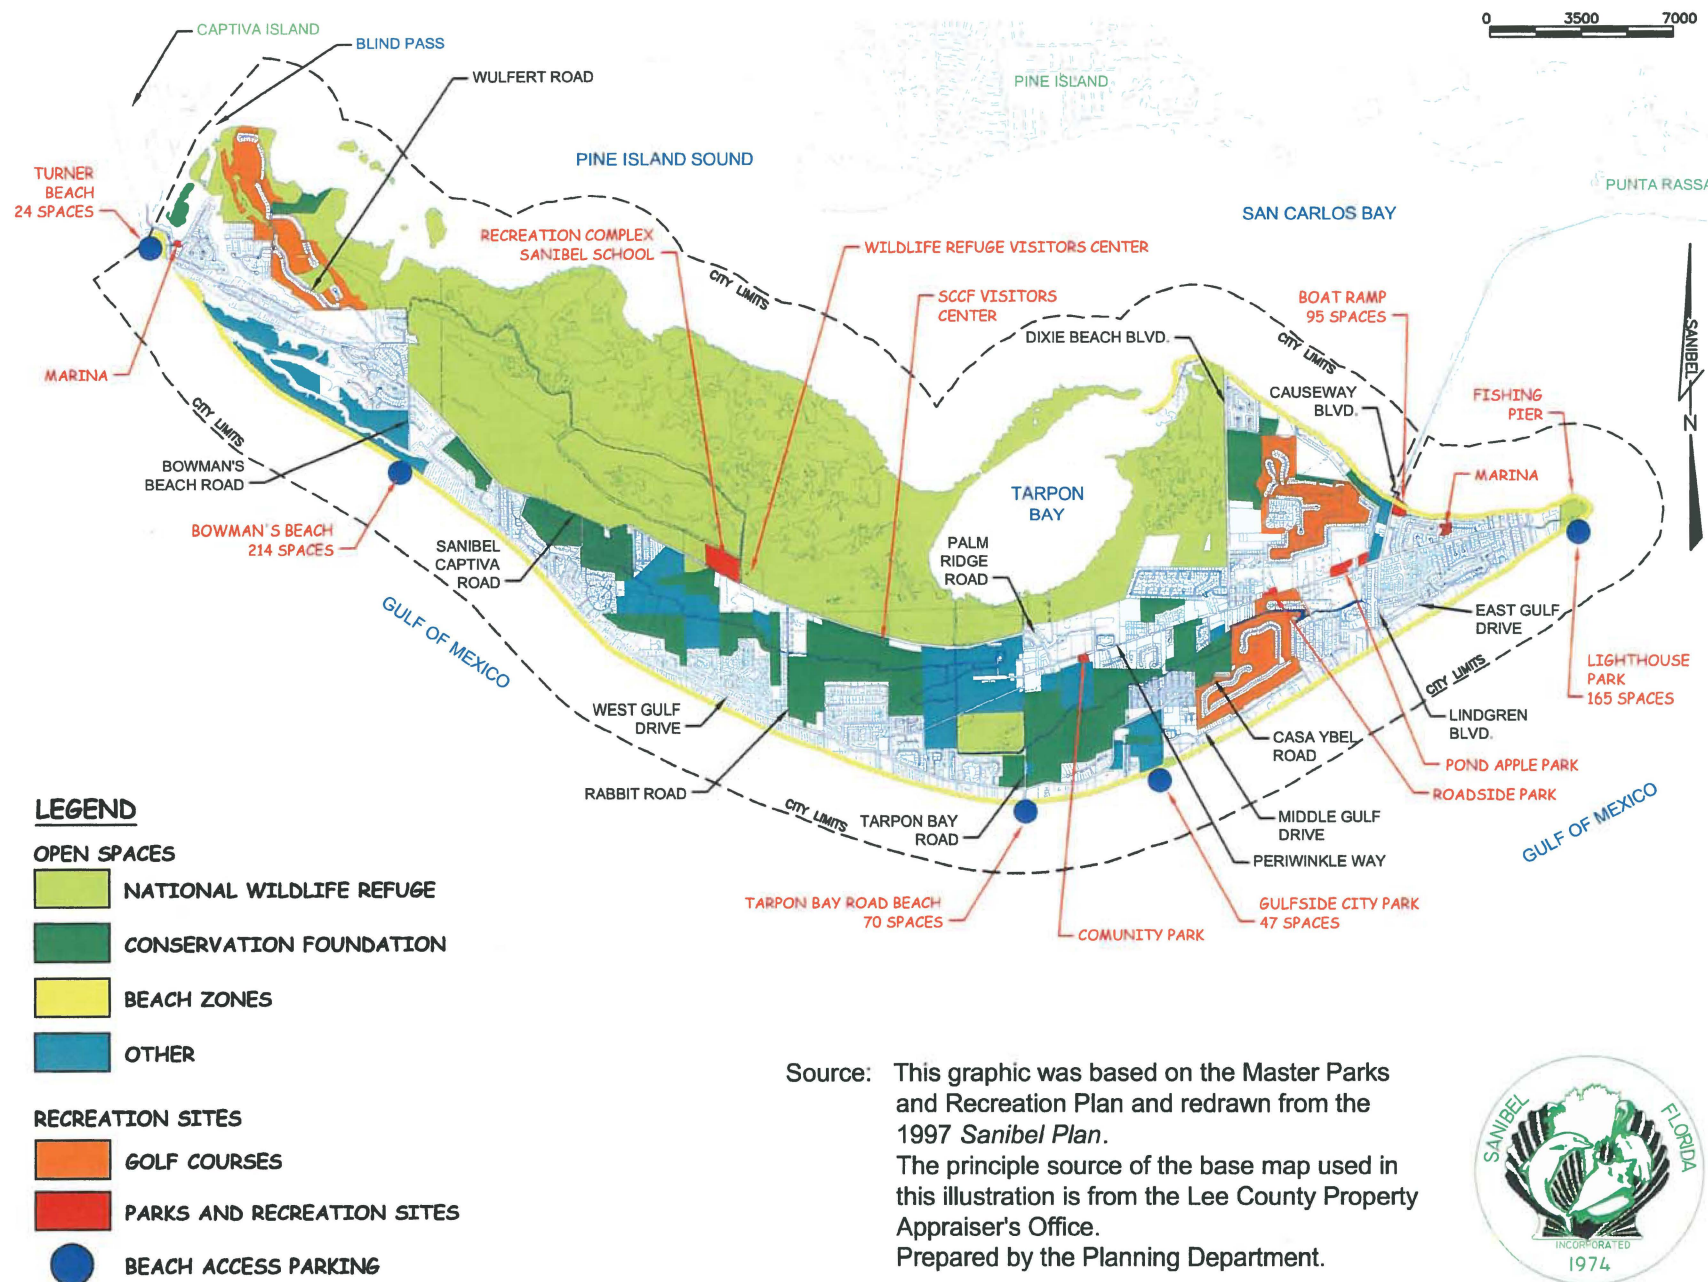 0 3500 7000
CAPTIVA ISLAND
BLIND PASS
WULFERT ROAD
PINE ISLAND
PINE ISLAND SOUND
TURNER
BEACH
24 SPACES
PUNTA RASSA
SAN CARLOS BAY
RECREATION COMPLEX
SANIBEL SCHOOL
WILDLIFE REFUGE VISITORS CENTER
CITY LIMITS
SCCF VISITORS
CENTER
BOAT RAMP
95 SPACES
DIXIE BEACH BLVD.
CITY LIMITS
SANIBEL
N
MARINA
CAUSEWAY
BLVD.
FISHING
PIER
CITY LIMITS
BOWMAN'S
BEACH ROAD
MARINA
TARPON
BAY
BOWMAN'S BEACH
214 SPACES
SANIBEL
CAPTIVA
ROAD
PALM
RIDGE
ROAD
GULF OF MEXICO
EAST GULF
DRIVE
LIGHTHOUSE
PARK
165 SPACES
CITY LIMITS
WEST GULF
DRIVE
LINDGREN
BLVD.
CASA YBEL
ROAD
POND APPLE PARK
RABBIT ROAD
ROADSIDE PARK
CITY LIMITS
TARPON BAY
ROAD
MIDDLE GULF
DRIVE
GULF OF MEXICO
PERIWINKLE WAY
TARPON BAY ROAD BEACH
70 SPACES
GULFSIDE CITY PARK
47 SPACES
COMUNITY PARK
LEGEND
OPEN SPACES
NATIONAL WILDLIFE REFUGE
CONSERVATION FOUNDATION
BEACH ZONES
OTHER
RECREATION SITES
GOLF COURSES
PARKS AND RECREATION SITES
BEACH ACCESS PARKING
Source: This graphic was based on the Master Parks
and Recreation Plan and redrawn from the
1997 Sanibel Plan.
The principle source of the base map used in
this illustration is from the Lee County Property
Appraiser's Office.
Prepared by the Planning Department.
SANIBEL FLORIDA
INCORPORATED
1974